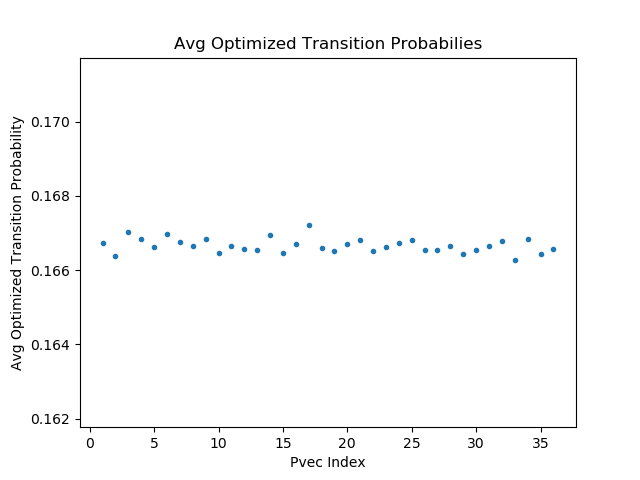 Avg Optimized Transition Probabilies
Avg Optimized Transition Probability
0.170
0.168
0.166
0.164
0.162
0 5 10 15 20 25 30 35
Pvec Index